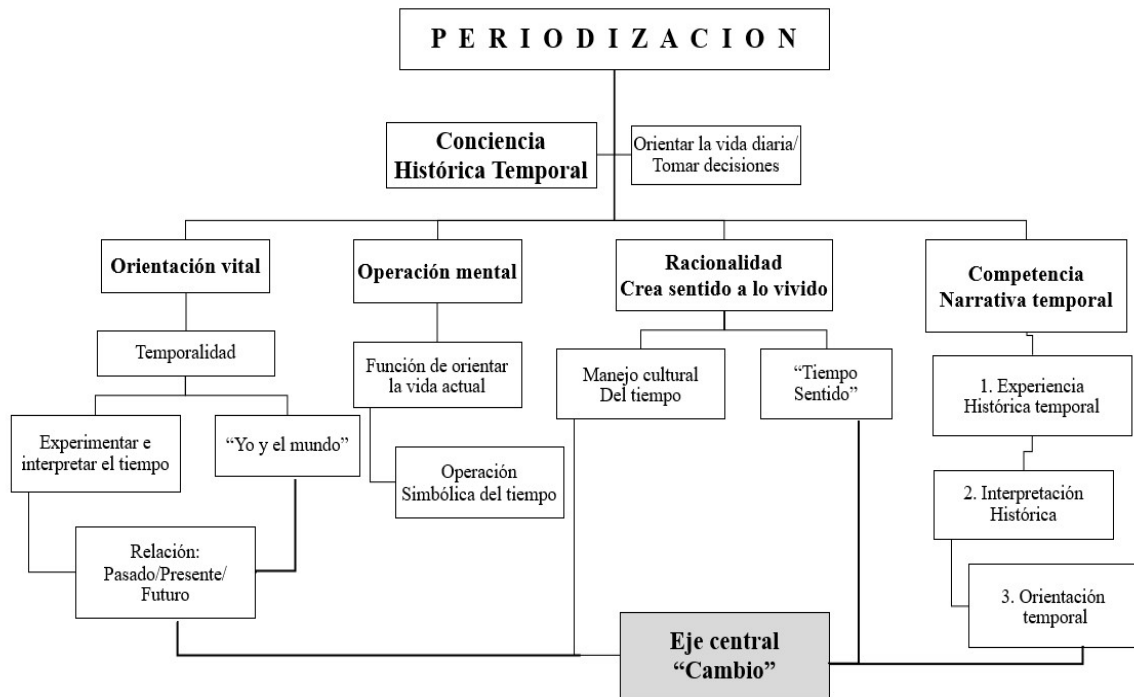 P E R I O D I Z A C I O N
Conciencia
Histórica Temporal
Orientar la vida diaria/
Tomar decisiones
Orientación vital
Operación mental
Racionalidad
Crea sentido a lo vivido
Competencia
Narrativa temporal
Temporalidad
Función de orientar
la vida actual
Manejo cultural
Del tiempo
“Tiempo
Sentido”
1. Experiencia
Histórica temporal
Experimentar e
interpretar el tiempo
“Yo y el mundo”
Operación
Simbólica del tiempo
2. Interpretación
Histórica
Relación:
Pasado/Presente/
Futuro
3. Orientación
temporal
Eje central
“Cambio”